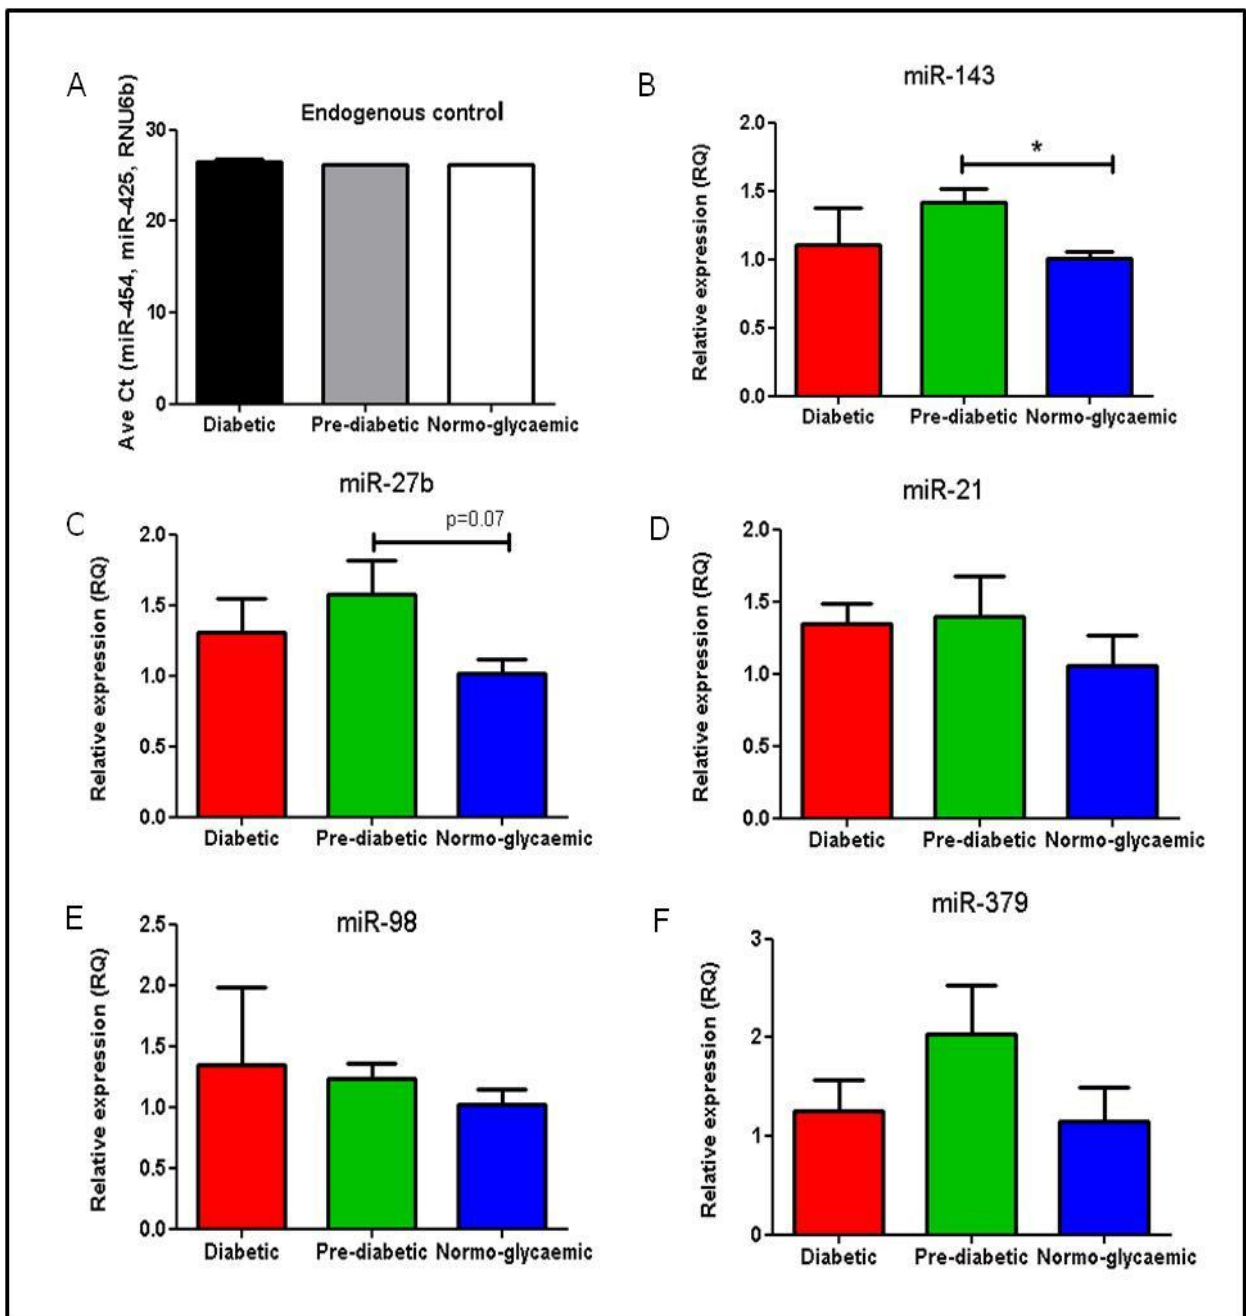 A
Endogenous control
Ave Ct (miR-454, miR-425, RNU6b)
30
20
10
0
Diabetic Pre-diabetic Normo-glycaemic
B
miR-143
Relative expression (RQ)
2.0
1.5
1.0
0.5
0.0
*
Diabetic Pre-diabetic Normo-glycaemic
C
miR-27b
Relative expression (RQ)
2.0
1.5
1.0
0.5
0.0
p=0.07
Diabetic Pre-diabetic Normo-glycaemic
D
miR-21
Relative expression (RQ)
2.0
1.5
1.0
0.5
0.0
Diabetic Pre-diabetic Normo-glycaemic
E
miR-98
Relative expression (RQ)
2.5
2.0
1.5
1.0
0.5
0.0
Diabetic Pre-diabetic Normo-glycaemic
F
miR-379
Relative expression (RQ)
3
2
1
0
Diabetic Pre-diabetic Normo-glycaemic